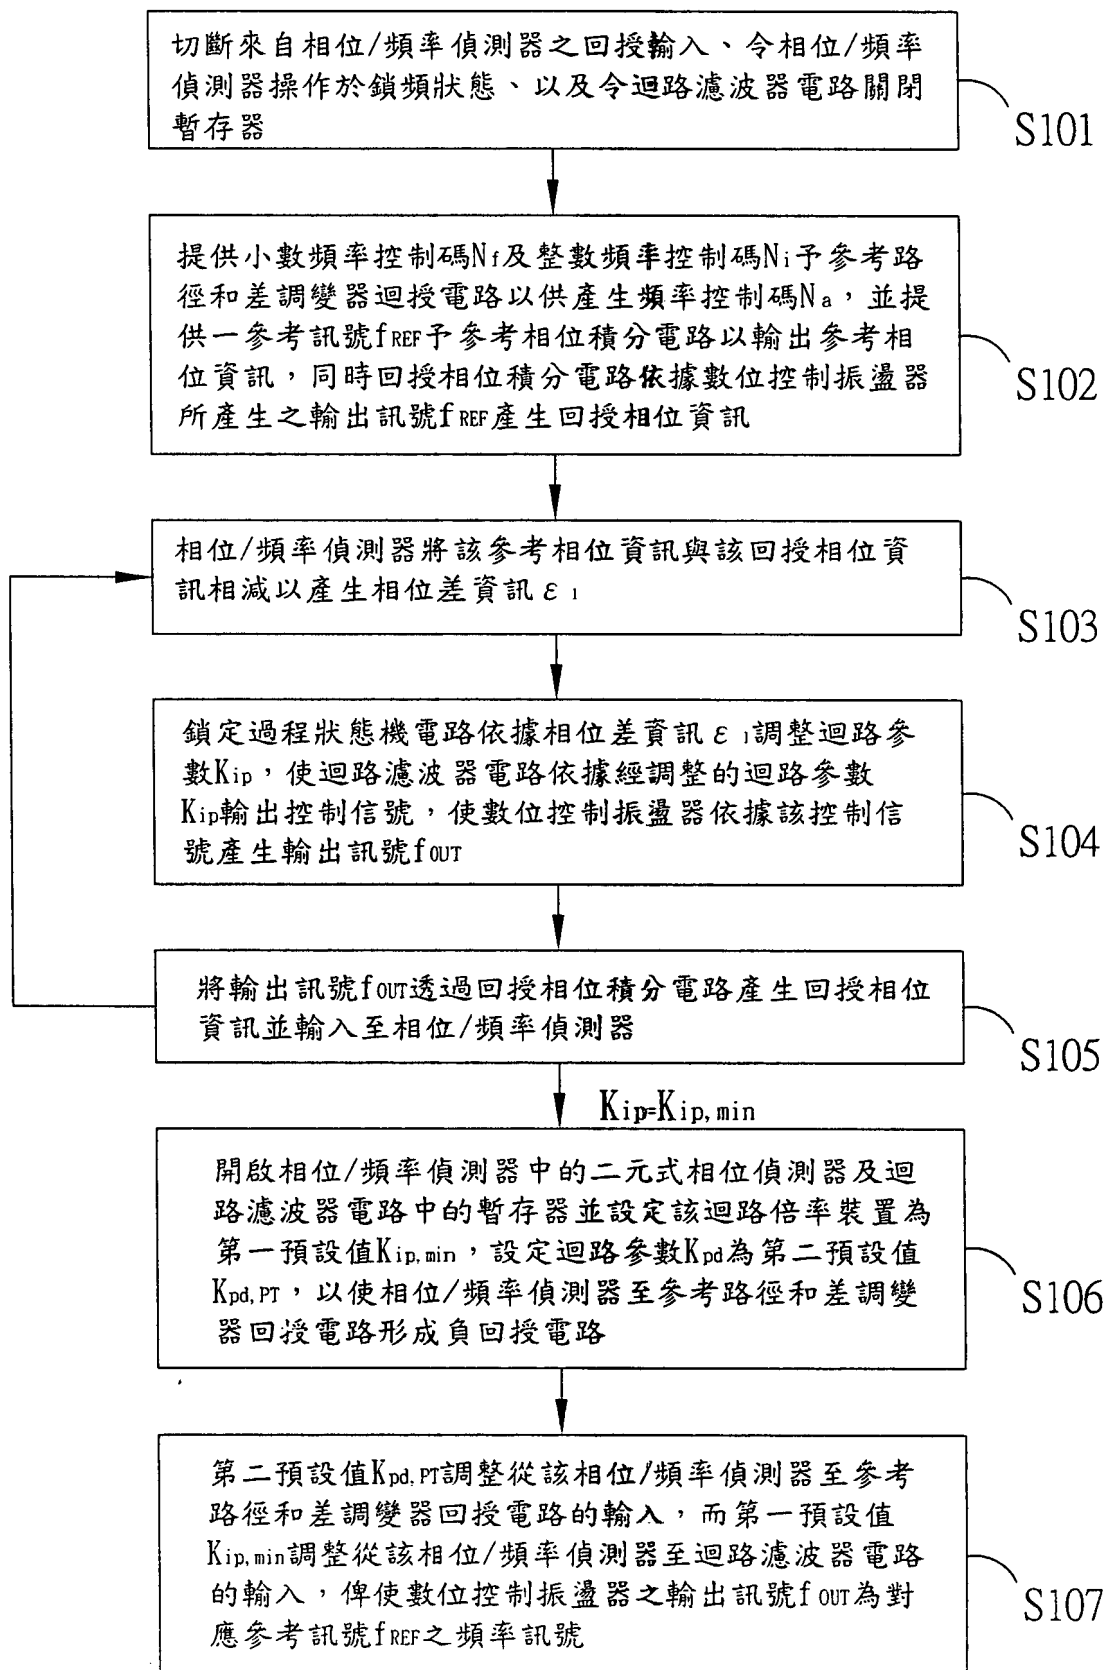 切斷來自相位/頻率偵測器之回授輸入、令相位/頻率
偵測器操作於鎖頻狀態、以及令迴路濾波器電路關閉
暫存器
S101
提供小數頻率控制碼Nf及整數頻率控制碼Ni予參考路
徑和差調變器迴授電路以供產生頻率控制碼Na，並提
供一參考訊號fREF予參考相位積分電路以輸出參考相
位資訊，同時回授相位積分電路依據數位控制振盪器
所產生之輸出訊號fREF產生回授相位資訊
S102
相位/頻率偵測器將該參考相位資訊與該回授相位資
訊相減以產生相位差資訊ε1
S103
鎖定過程狀態機電路依據相位差資訊ε1調整迴路參
數Kip，使迴路濾波器電路依據經調整的迴路參數
Kip輸出控制信號，使數位控制振盪器依據該控制信
號產生輸出訊號fOUT
S104
將輸出訊號fOUT透過回授相位積分電路產生回授相位
資訊並輸入至相位/頻率偵測器
S105
Kip=Kip,min
開啟相位/頻率偵測器中的二元式相位偵測器及迴
路濾波器電路中的暫存器並設定該迴路倍率裝置為
第一預設值Kip,min，設定迴路參數Kpd為第二預設值
Kpd,PT，以使相位/頻率偵測器至參考路徑和差調變
器回授電路形成負回授電路
S106
第二預設值Kpd,PT調整從該相位/頻率偵測器至參考
路徑和差調變器回授電路的輸入，而第一預設值
Kip,min調整從該相位/頻率偵測器至迴路濾波器電路
的輸入，俾使數位控制振盪器之輸出訊號fOUT為對
應參考訊號fREF之頻率訊號
S107